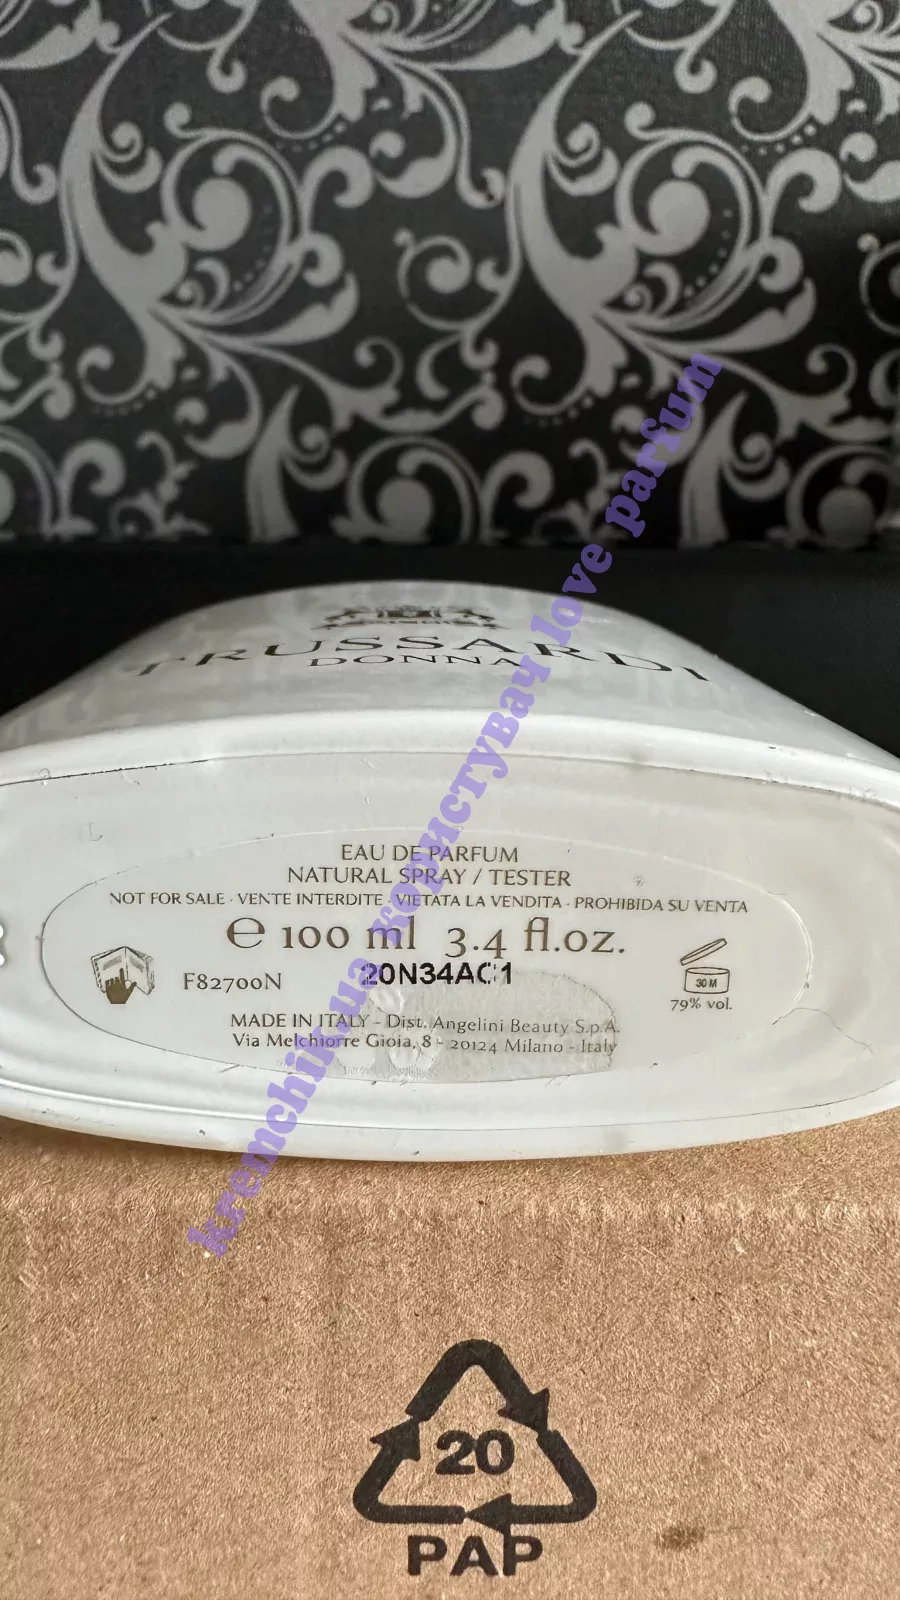 TRUSSARDI
DONNA
EAU DE PARFUM
NATURAL SPRAY / TESTER
NOT FOR SALE - VENTE INTERDITE - VIETATA LA VENDITA - PROHIBIDA SU VENTA
e 100 ml 3.4 fl.oz.
F82700N
20N34AC1
30 M
79% vol.
MADE IN ITALY - Dist. Angelini Beauty S.p.A.
Via Melchiorre Gioia, 8 - 20124 Milano - Italy
kremchik.ua користувач love parfum
20
PAP